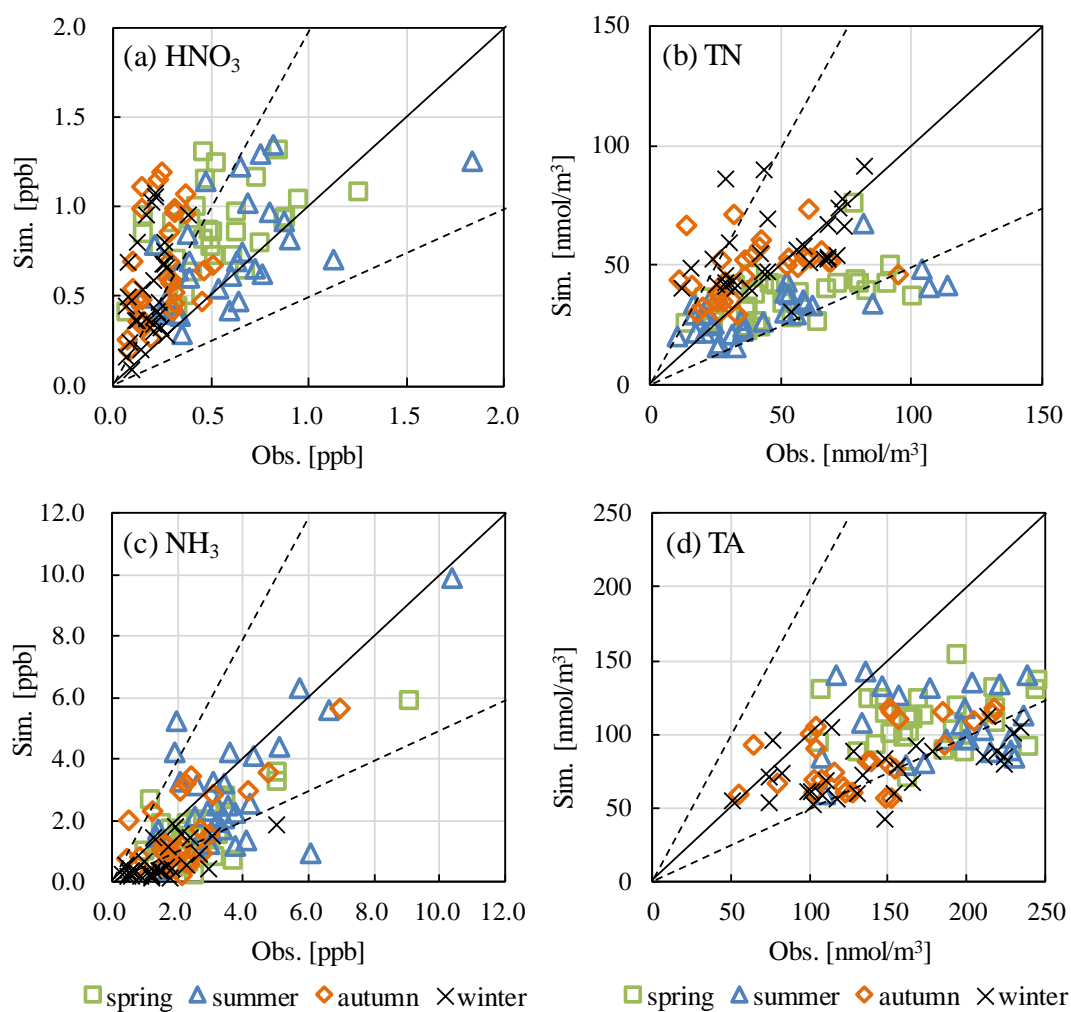 (a) HNO₃
2.0
1.5
1.0
0.5
0.0
Sim. [ppb]
0.0 0.5 1.0 1.5 2.0
Obs. [ppb]
(b) TN
150
100
50
0
Sim. [nmol/m³]
0 50 100 150
Obs. [nmol/m³]
(c) NH₃
12.0
10.0
8.0
6.0
4.0
2.0
0.0
Sim. [ppb]
0.0 2.0 4.0 6.0 8.0 10.0 12.0
Obs. [ppb]
(d) TA
250
200
150
100
50
0
Sim. [nmol/m³]
0 50 100 150 200 250
Obs. [nmol/m³]
spring summer autumn winter
spring summer autumn winter